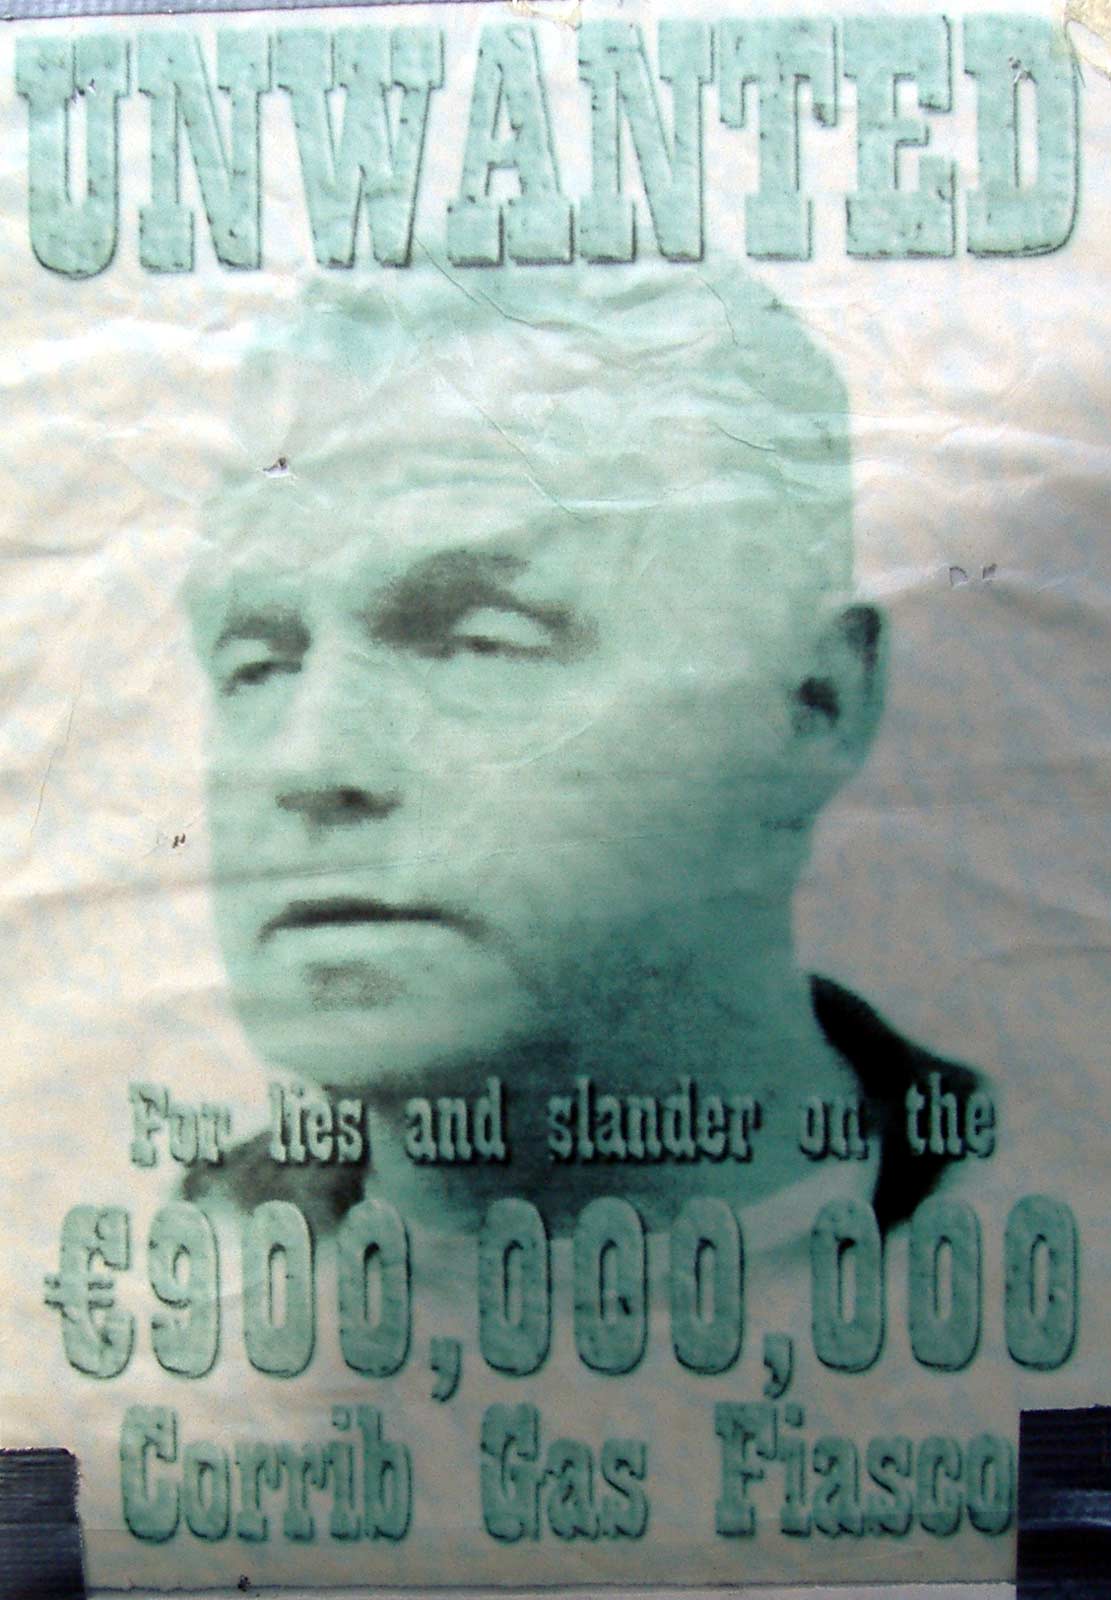 UNWANTED
For lies and slander on the
€900,000,000
Corrib Gas Fiasco